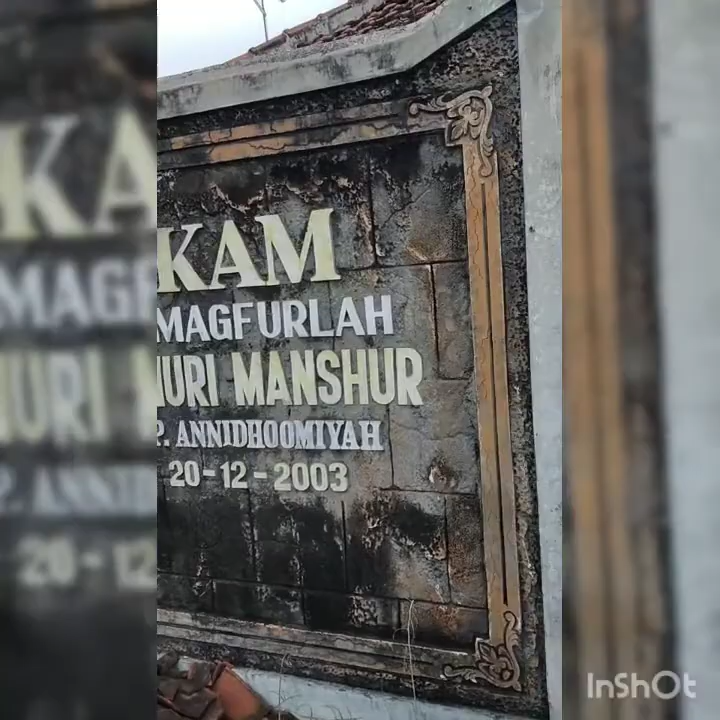 KAM
MAGFURLAH
NURI MANSHUR
P. ANNIDHOOMIYAH
20-12-2003
InShOt